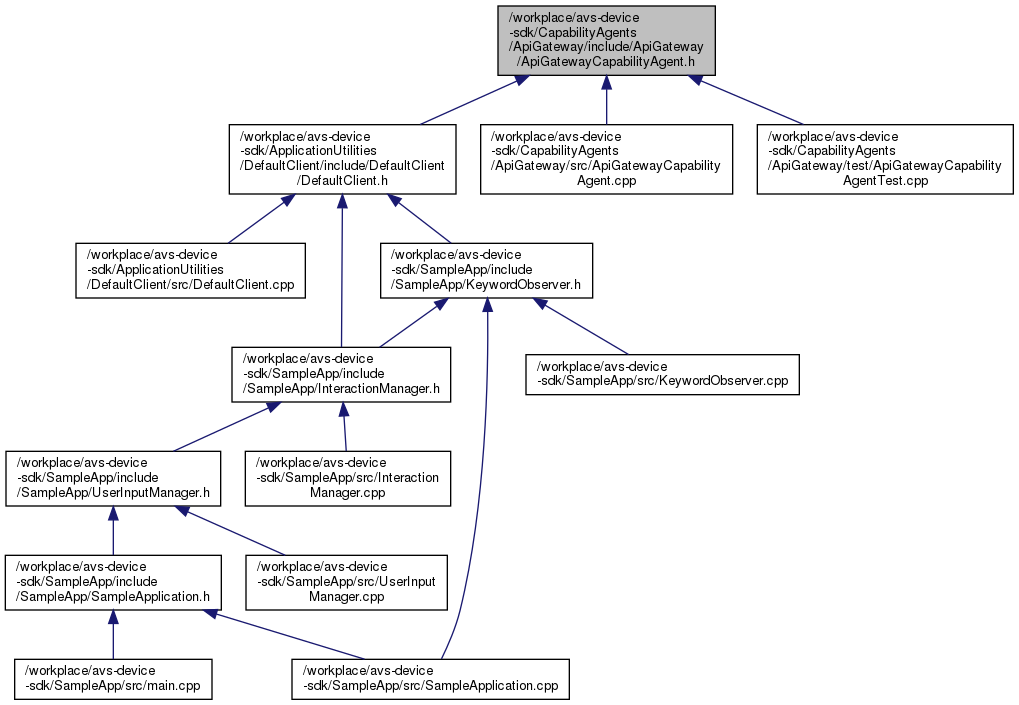 /workplace/avs-device
-sdk/CapabilityAgents
/ApiGateway/include/ApiGateway
/ApiGatewayCapabilityAgent.h
/workplace/avs-device
-sdk/ApplicationUtilities
/DefaultClient/include/DefaultClient
/DefaultClient.h
/workplace/avs-device
-sdk/CapabilityAgents
/ApiGateway/src/ApiGatewayCapability
Agent.cpp
/workplace/avs-device
-sdk/CapabilityAgents
/ApiGateway/test/ApiGatewayCapability
AgentTest.cpp
/workplace/avs-device
-sdk/ApplicationUtilities
/DefaultClient/src/DefaultClient.cpp
/workplace/avs-device
-sdk/SampleApp/include
/SampleApp/KeywordObserver.h
/workplace/avs-device
-sdk/SampleApp/include
/SampleApp/InteractionManager.h
/workplace/avs-device
-sdk/SampleApp/src/KeywordObserver.cpp
/workplace/avs-device
-sdk/SampleApp/include
/SampleApp/UserInputManager.h
/workplace/avs-device
-sdk/SampleApp/src/Interaction
Manager.cpp
/workplace/avs-device
-sdk/SampleApp/include
/SampleApp/SampleApplication.h
/workplace/avs-device
-sdk/SampleApp/src/UserInput
Manager.cpp
/workplace/avs-device
-sdk/SampleApp/src/main.cpp
/workplace/avs-device
-sdk/SampleApp/src/SampleApplication.cpp